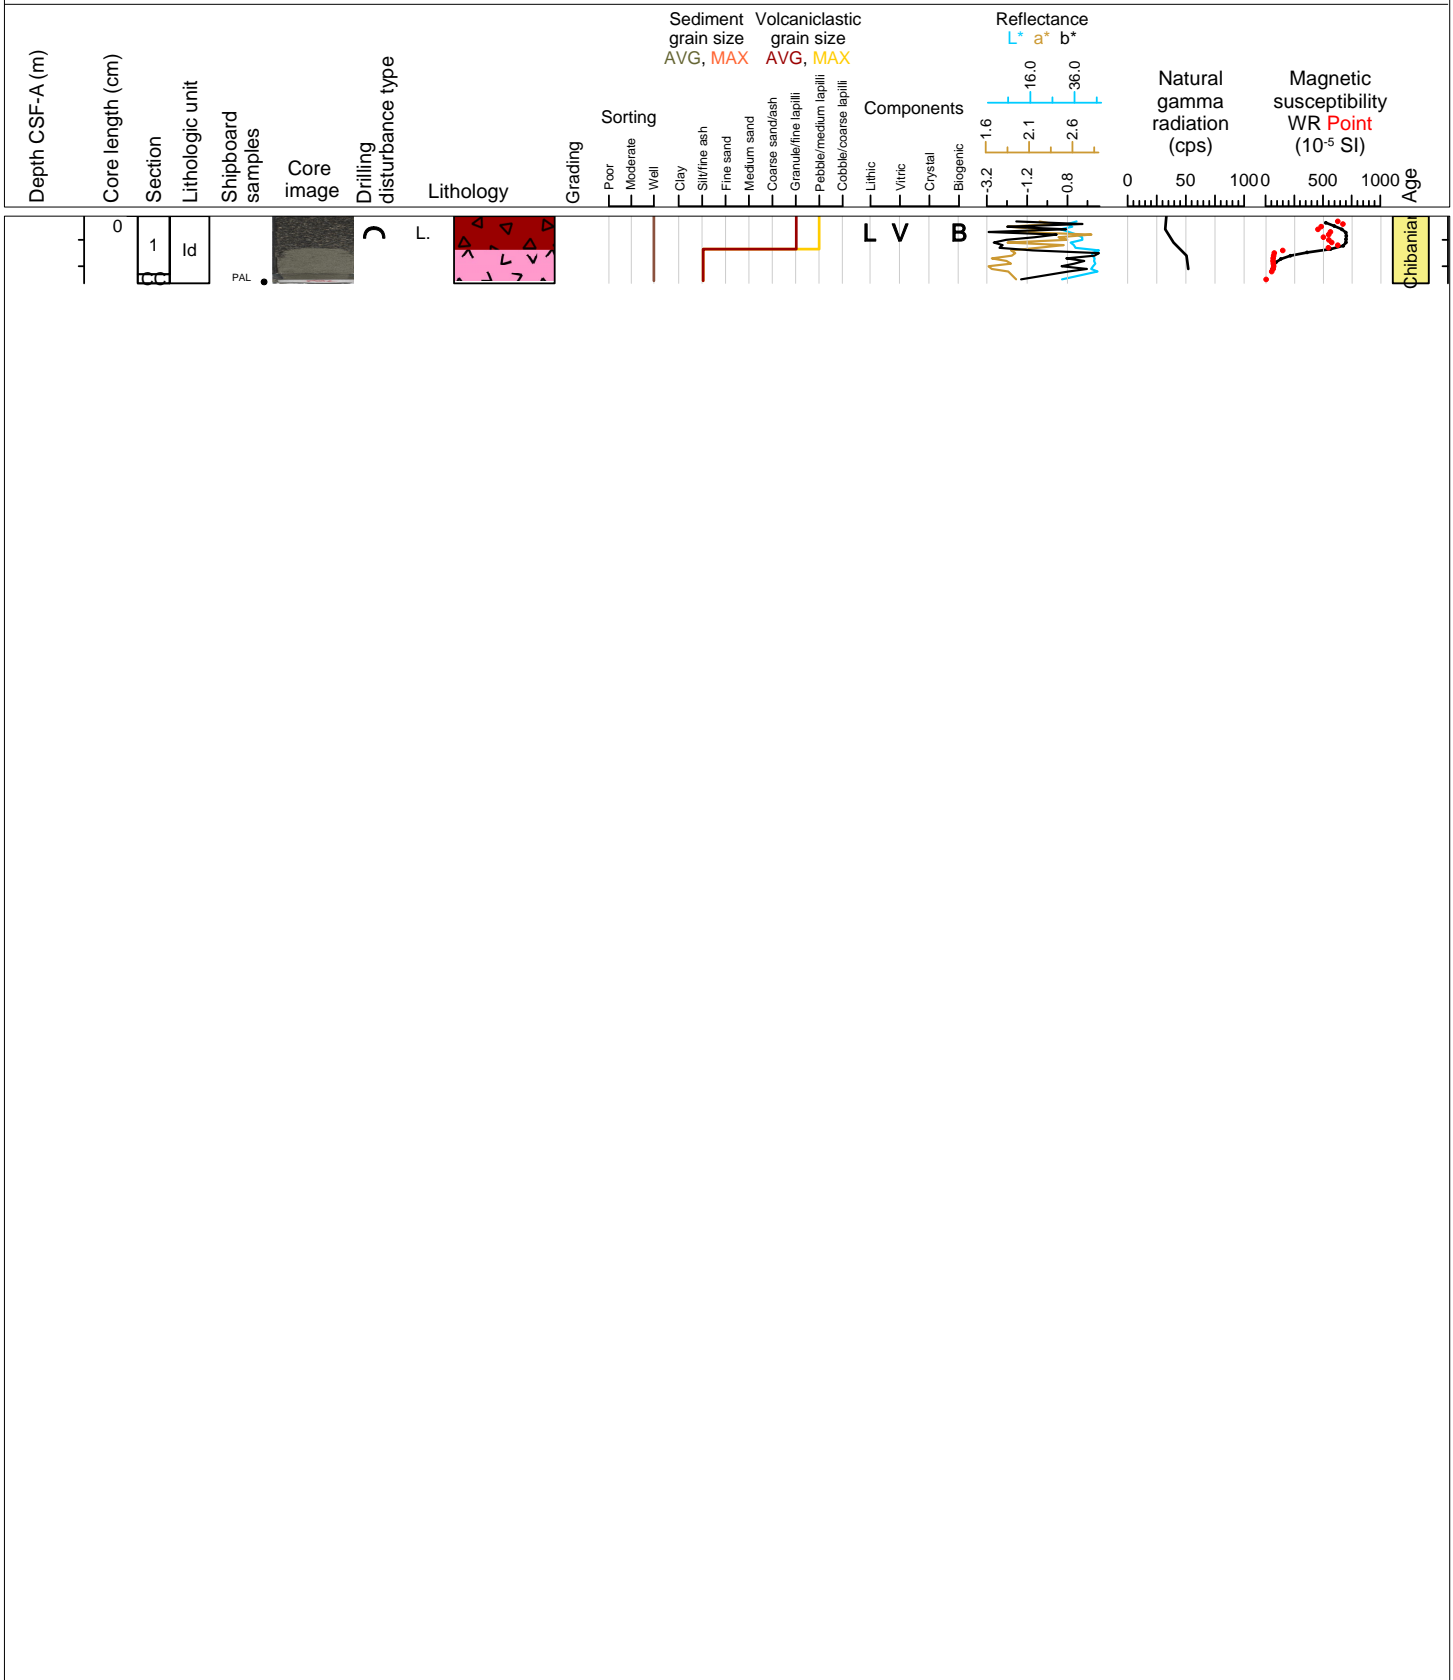 Depth CSF-A (m)
Core length (cm)
Section
Lithologic unit
Shipboard
samples
Core
image
Drilling
disturbance type
Lithology
Grading
Sorting
Poor
Moderate
Well
Sediment
grain size
AVG, MAX
Volcaniclastic
grain size
AVG, MAX
Clay
Silt/fine ash
Fine sand
Medium sand
Coarse sand/ash
Granule/fine lapilli
Pebble/medium lapilli
Cobble/coarse lapilli
Components
Lithic
Vitric
Crystal
Biogenic
Reflectance
L* a* b*
16.0 36.0
1.6 2.1 2.6
-3.2 -1.2 0.8
Natural
gamma
radiation
(cps)
0 50 100
Magnetic
susceptibility
WR Point
(10⁻⁵ SI)
0 500 1000
Age
0
1
CC
Id
PAL
L.
L V B
Chibanian